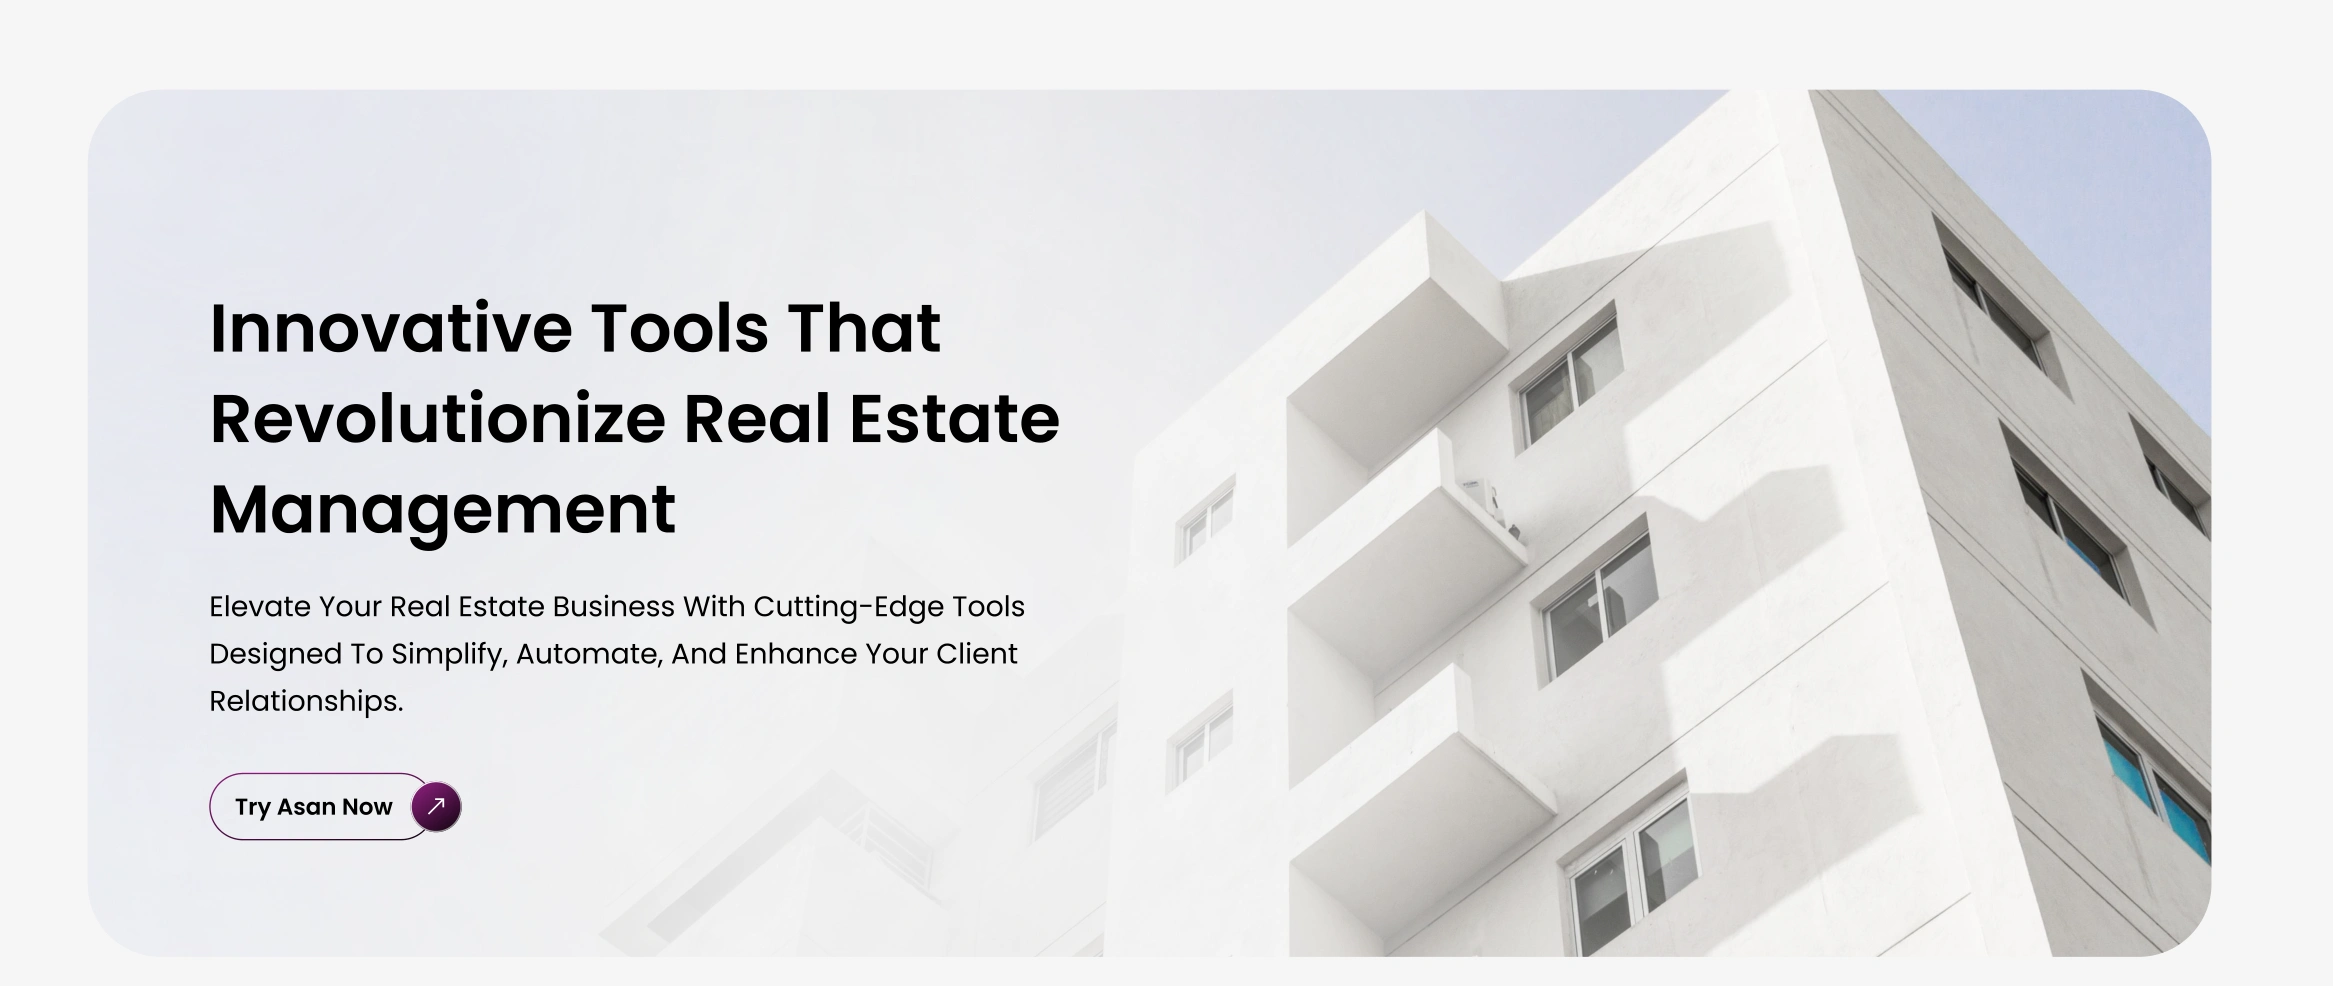 Innovative Tools That
Revolutionize Real Estate
Management
Elevate Your Real Estate Business With Cutting-Edge Tools
Designed To Simplify, Automate, And Enhance Your Client
Relationships.
Try Asan Now